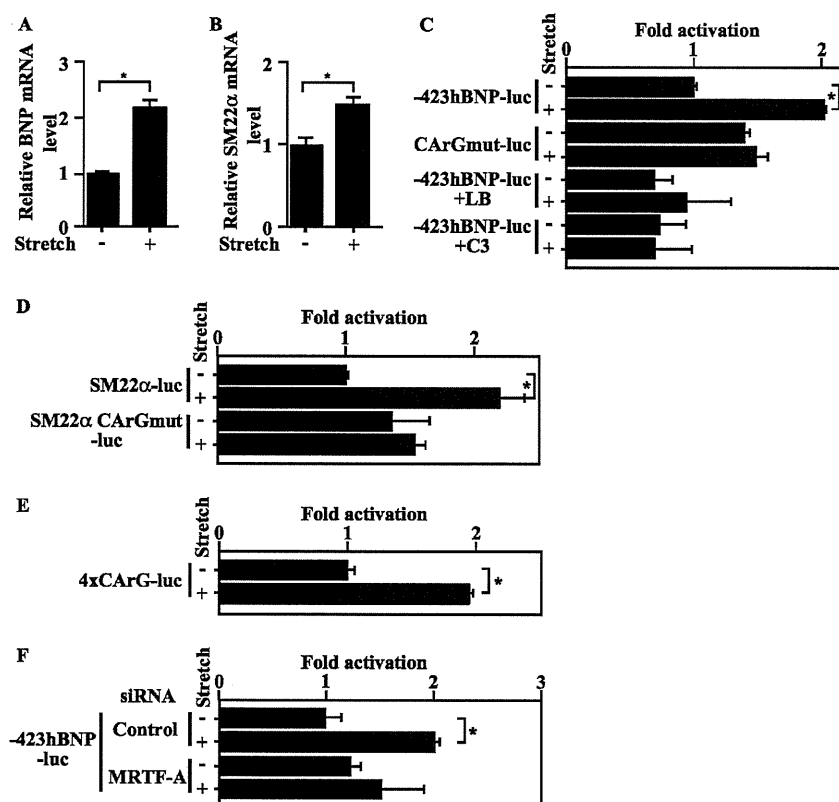 A
Relative BNP mRNA
level
3
2
1
0
*
Stretch
-
+
B
Relative SM22α mRNA
level
2
1
0
*
Stretch
-
+
C
Fold activation
Stretch
0
1
2
-423hBNP-luc
-
+
*
CArGmut-luc
-
+
-423hBNP-luc
+LB
-
+
-423hBNP-luc
+C3
-
+
D
Fold activation
Stretch
0
1
2
SM22α-luc
-
+
*
SM22α CArGmut
-luc
-
+
E
Fold activation
Stretch
0
1
2
4xCArG-luc
-
+
*
F
Fold activation
siRNA
Stretch
0
1
2
3
-423hBNP
-luc
Control
-
+
*
MRTF-A
-
+